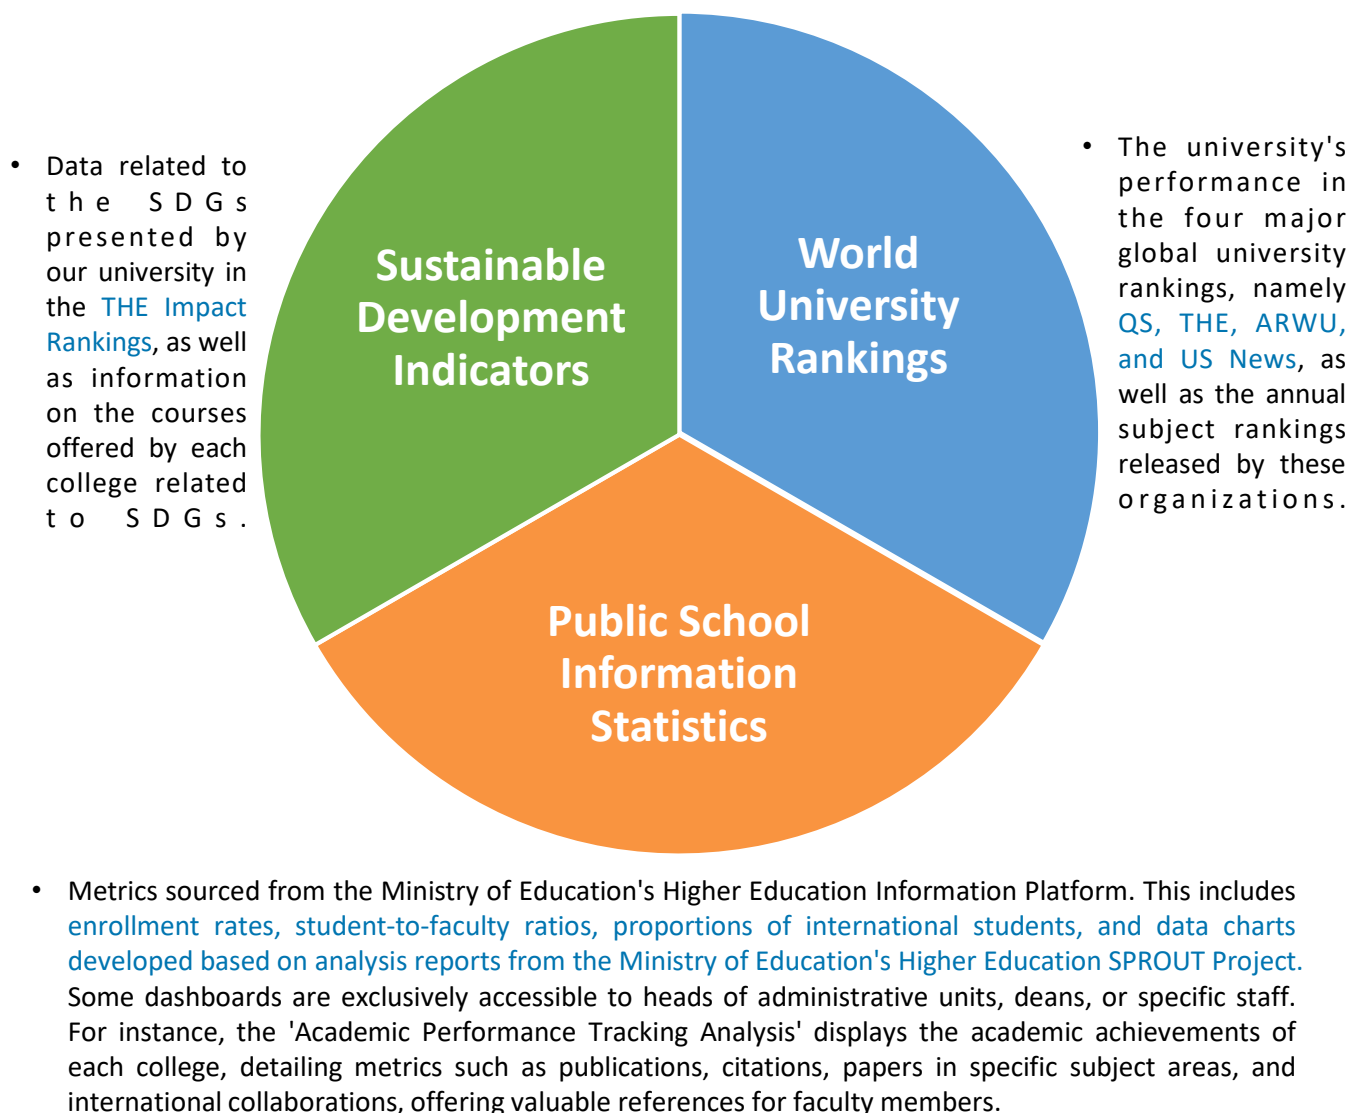 • Data related to
the SDGs
presented by
our university in
the THE Impact
Rankings, as well
as information
on the courses
offered by each
college related
to SDGs.
Sustainable
Development
Indicators
World
University
Rankings
• The university's
performance in
the four major
global university
rankings, namely
QS, THE, ARWU,
and US News, as
well as the annual
subject rankings
released by these
organizations.
Public School
Information
Statistics
• Metrics sourced from the Ministry of Education's Higher Education Information Platform. This includes
enrollment rates, student-to-faculty ratios, proportions of international students, and data charts
developed based on analysis reports from the Ministry of Education's Higher Education SPROUT Project.
Some dashboards are exclusively accessible to heads of administrative units, deans, or specific staff.
For instance, the 'Academic Performance Tracking Analysis' displays the academic achievements of
each college, detailing metrics such as publications, citations, papers in specific subject areas, and
international collaborations, offering valuable references for faculty members.